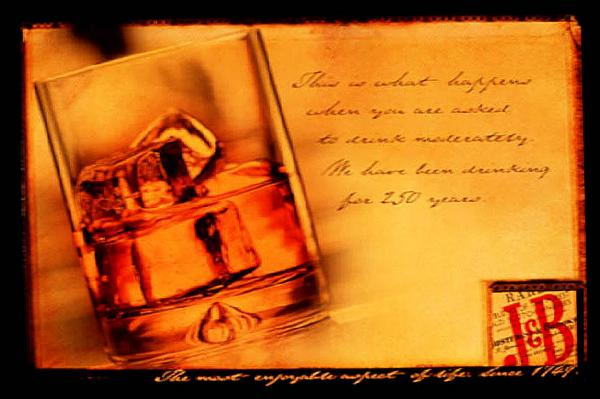 This is what happens
when you are asked
to drink moderately.
We have been drinking
for 250 years.
RARE
J&B
The most enjoyable aspect of life. Since 1749.